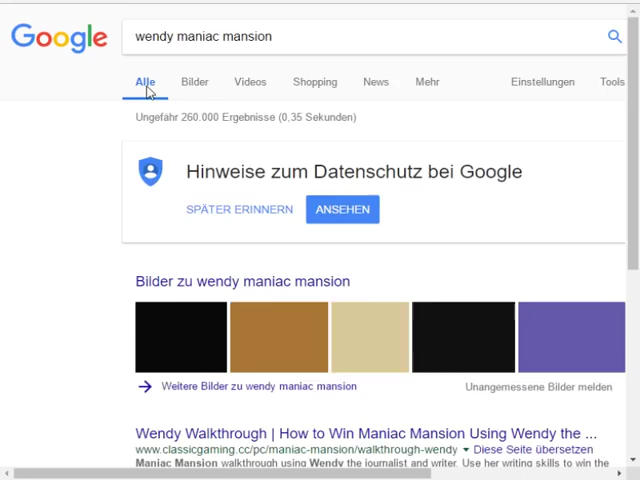 Google
wendy maniac mansion
Alle Bilder Videos Shopping News Mehr Einstellungen Tools
Ungefähr 260.000 Ergebnisse (0,35 Sekunden)
Hinweise zum Datenschutz bei Google
SPÄTER ERINNERN ANSEHEN
Bilder zu wendy maniac mansion
Weitere Bilder zu wendy maniac mansion Unangemessene Bilder melden
Wendy Walkthrough | How to Win Maniac Mansion Using Wendy the ...
www.classicgaming.cc/pc/maniac-mansion/walkthrough-wendy Diese Seite übersetzen
Maniac Mansion walkthrough using Wendy the journalist and writer. Use her writing skills to win the